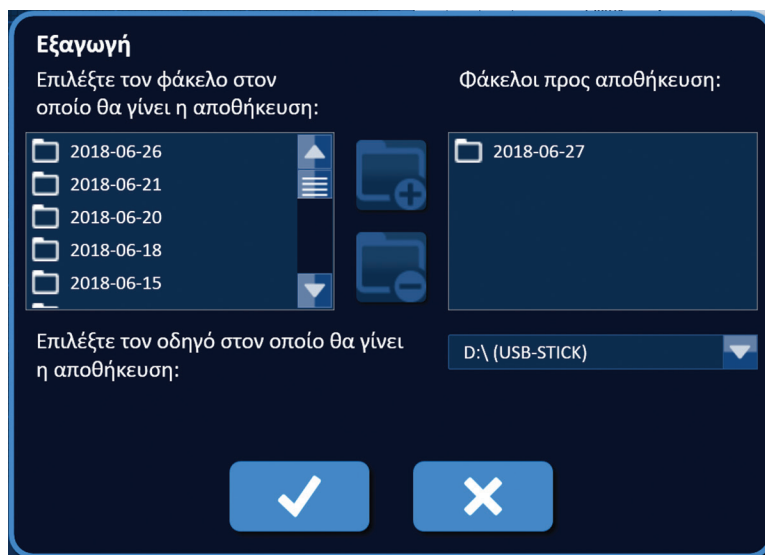 Εξαγωγή
Επιλέξτε τον φάκελο στον
οποίο θα γίνει η αποθήκευση:
Φάκελοι προς αποθήκευση:
2018-06-26
2018-06-21
2018-06-20
2018-06-18
2018-06-15
2018-06-27
Επιλέξτε τον οδηγό στον οποίο θα γίνει
η αποθήκευση:
D:\ (USB-STICK)